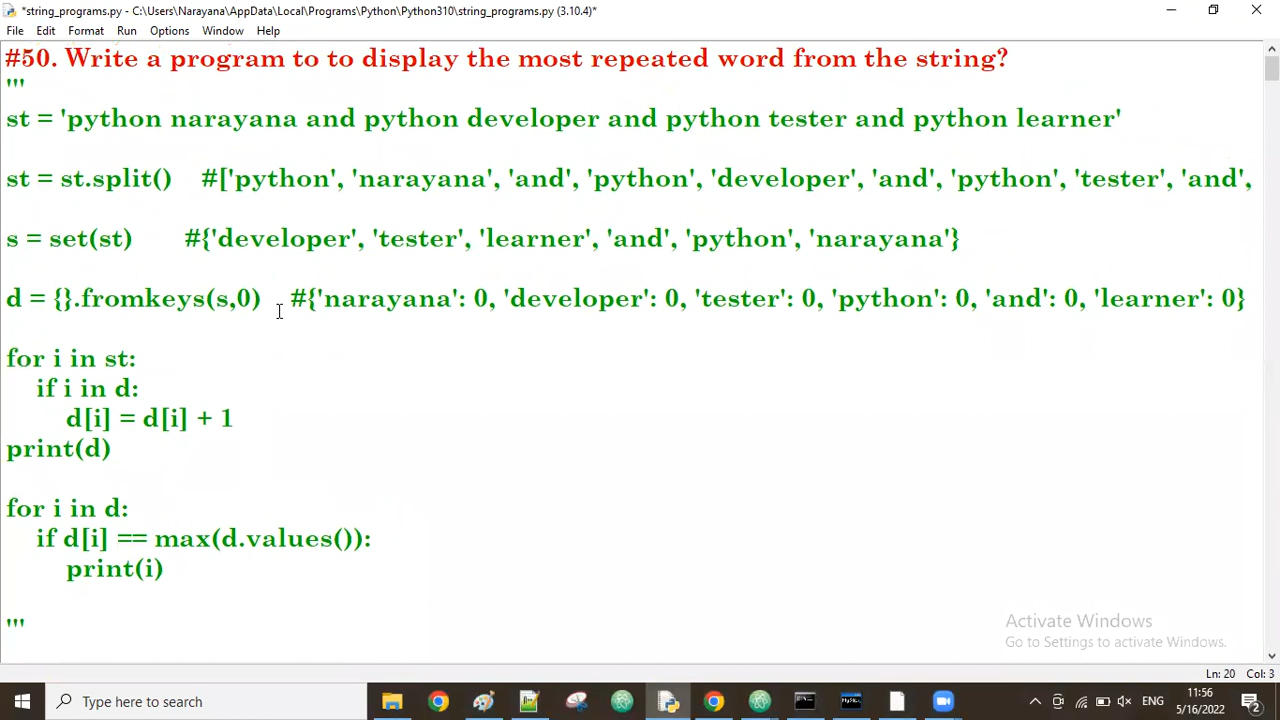 *string_programs.py - C:\Users\Narayana\AppData\Local\Programs\Python\Python310\string_programs.py (3.10.4)*
File Edit Format Run Options Window Help
#50. Write a program to to display the most repeated word from the string?
'''
st = 'python narayana and python developer and python tester and python learner'
st = st.split() #['python', 'narayana', 'and', 'python', 'developer', 'and', 'python', 'tester', 'and',
s = set(st) #{'developer', 'tester', 'learner', 'and', 'python', 'narayana'}
d = {}.fromkeys(s,0) #{'narayana': 0, 'developer': 0, 'tester': 0, 'python': 0, 'and': 0, 'learner': 0}
for i in st:
if i in d:
d[i] = d[i] + 1
print(d)
for i in d:
if d[i] == max(d.values()):
print(i)
'''
Activate Windows
Go to Settings to activate Windows.
Ln: 20 Col: 3
Type here to search
ENG
11:56
5/16/2022
2